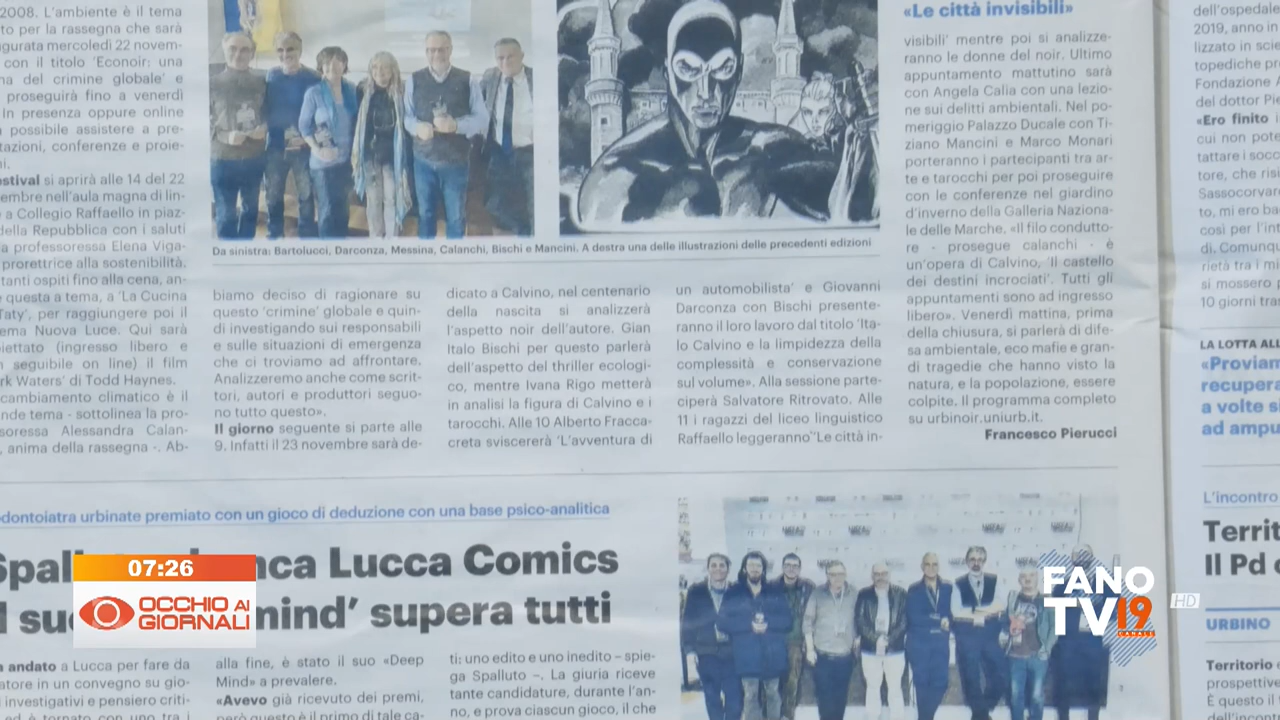 2008. L'ambiente è il tema
to per la rassegna che sarà
gurata mercoledì 22 novem-
con il titolo 'Econoir: una
na del crimine globale' e
proseguirà fino a venerdì
In presenza oppure online
possibile assistere a pre-
tazioni, conferenze e proie-
ni.
estival si aprirà alle 14 del 22
embre nell'aula magna di lin-
e a Collegio Raffaello in piaz-
della Repubblica con i saluti
a professoressa Elena Viga-
prorettrice alla sostenibilità.
tanti ospiti fino alla cena, an-
questa a tema, a 'La Cucina
Taty', per raggiungere poi il
ema Nuova Luce. Qui sarà
iettato (ingresso libero e
seguibile on line) il film
rk Waters' di Todd Haynes.
cambiamento climatico è il
nde tema - sottolinea la pro-
soressa Alessandra Calan-
, anima della rassegna -. Ab-
Da sinistra: Bartolucci, Darconza, Messina, Calanchi, Bischi e Mancini. A destra una delle illustrazioni delle precedenti edizioni
biamo deciso di ragionare su
questo 'crimine' globale e quin-
di investigando sui responsabili
e sulle situazioni di emergenza
che ci troviamo ad affrontare.
Analizzeremo anche come scrit-
tori, autori e produttori seguo-
no tutto questo».
Il giorno seguente si parte alle
9. Infatti il 23 novembre sarà de-
dicato a Calvino, nel centenario
della nascita si analizzerà
l'aspetto noir dell'autore. Gian
Italo Bischi per questo parlerà
dell'aspetto del thriller ecologi-
co, mentre Ivana Rigo metterà
in analisi la figura di Calvino e i
tarocchi. Alle 10 Alberto Fracca-
creta sviscererà 'L'avventura di
un automobilista' e Giovanni
Darconza con Bischi presente-
ranno il loro lavoro dal titolo 'Ita-
lo Calvino e la limpidezza della
complessità e conservazione
sul volume». Alla sessione parte-
ciperà Salvatore Ritrovato. Alle
11 i ragazzi del liceo linguistico
Raffaello leggeranno''Le città in-
«Le città invisibili»
visibili' mentre poi si analizze-
ranno le donne del noir. Ultimo
appuntamento mattutino sarà
con Angela Calia con una lezio-
ne sui delitti ambientali. Nel po-
meriggio Palazzo Ducale con Ti-
ziano Mancini e Marco Monari
porteranno i partecipanti tra ar-
te e tarocchi per poi proseguire
con le conferenze nel giardino
d'inverno della Galleria Naziona-
le delle Marche. «Il filo condutto-
re - prosegue calanchi - è
un'opera di Calvino, 'Il castello
dei destini incrociati'. Tutti gli
appuntamenti sono ad ingresso
libero». Venerdì mattina, prima
della chiusura, si parlerà di dife-
sa ambientale, eco mafie e gran-
di tragedie che hanno visto la
natura, e la popolazione, essere
colpite. Il programma completo
su urbinoir.uniurb.it.
Francesco Pierucci
dell'ospedale
2019, anno in
lizzato in scie
topediche pre
Fondazione A
del dottor Pie
«Ero finito i
cui non pote
tattare i socc
tore, che risu
Sassocorvar
to, mi ero ba
così per l'int
di. Comunq
rietà tra i mi
si mossero
10 giorni tra
LA LOTTA ALL
«Proviam
recupera
a volte si
ad ampu
L'incontro
Territ
Il Pd
URBINO
Territorio
prospettive
È questo il
dell'incon
odontoiatra urbinate premiato con un gioco di deduzione con una base psico-analitica
Spal nca Lucca Comics
l su mind' supera tutti
andato a Lucca per fare da
atore in un convegno su gio-
investigativi e pensiero criti-
ed è tornato con uno tra i
alla fine, è stato il suo «Deep
Mind» a prevalere.
«Avevo già ricevuto dei premi,
però questo è il primo di tale ca-
ti: uno edito e uno inedito – spie-
ga Spalluto –. La giuria riceve
tante candidature, durante l'an-
no, e prova ciascun gioco, il che
07:26
OCCHIO AI
GIORNALI
FANO
TV19
CANALE
HD